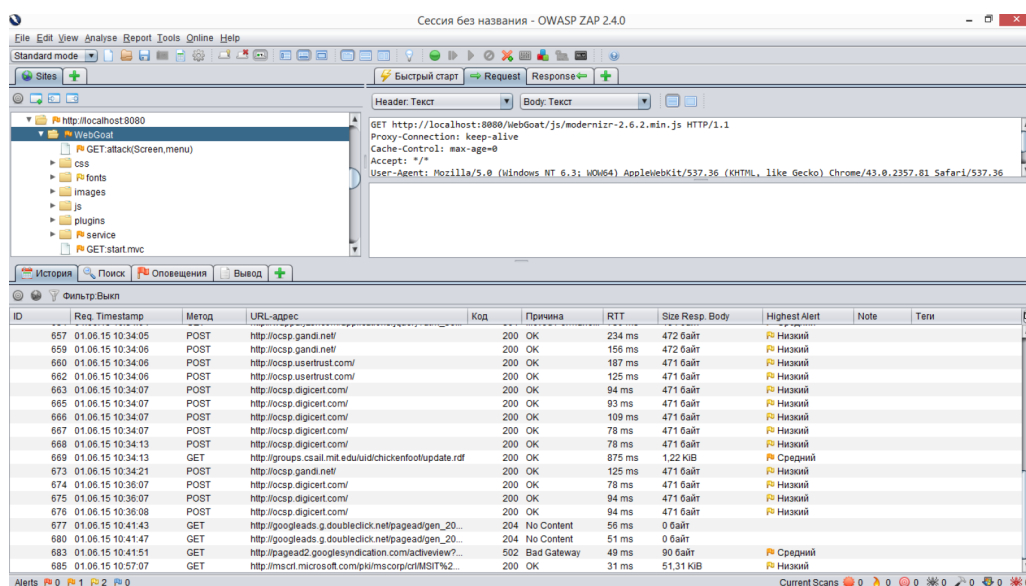 Сессия без названия - OWASP ZAP 2.4.0
File Edit View Analyse Report Tools Online Help
Standard mode
Sites
Быстрый старт Request Response
Header: Текст Body: Текст
http://localhost:8080
WebGoat
GET:attack(Screen,menu)
css
fonts
images
js
plugins
service
GET:start.mvc
GET http://localhost:8080/WebGoat/js/modernizr-2.6.2.min.js HTTP/1.1
Proxy-Connection: keep-alive
Cache-Control: max-age=0
Accept: */*
User-Agent: Mozilla/5.0 (Windows NT 6.3; WOW64) AppleWebKit/537.36 (KHTML, like Gecko) Chrome/43.0.2357.81 Safari/537.36
История Поиск Оповещения Вывод
Фильтр:Выкл
ID Req. Timestamp Метод URL-адрес Код Причина RTT Size Resp. Body Highest Alert Note Теги
657 01.06.15 10:34:05 POST http://ocsp.gandi.net/ 200 OK 234 ms 472 байт Низкий
659 01.06.15 10:34:06 POST http://ocsp.gandi.net/ 200 OK 156 ms 472 байт Низкий
660 01.06.15 10:34:06 POST http://ocsp.usertrust.com/ 200 OK 187 ms 471 байт Низкий
662 01.06.15 10:34:06 POST http://ocsp.usertrust.com/ 200 OK 125 ms 471 байт Низкий
663 01.06.15 10:34:07 POST http://ocsp.digicert.com/ 200 OK 94 ms 471 байт Низкий
665 01.06.15 10:34:07 POST http://ocsp.digicert.com/ 200 OK 93 ms 471 байт Низкий
666 01.06.15 10:34:07 POST http://ocsp.digicert.com/ 200 OK 109 ms 471 байт Низкий
667 01.06.15 10:34:07 POST http://ocsp.digicert.com/ 200 OK 78 ms 471 байт Низкий
668 01.06.15 10:34:13 POST http://ocsp.digicert.com/ 200 OK 78 ms 471 байт Низкий
669 01.06.15 10:34:13 GET http://groups.csail.mit.edu/uid/chickenfoot/update.rdf 200 OK 875 ms 1,22 KiB Средний
673 01.06.15 10:34:21 POST http://ocsp.gandi.net/ 200 OK 125 ms 471 байт Низкий
674 01.06.15 10:36:07 POST http://ocsp.digicert.com/ 200 OK 78 ms 471 байт Низкий
675 01.06.15 10:36:07 POST http://ocsp.digicert.com/ 200 OK 94 ms 471 байт Низкий
676 01.06.15 10:36:08 POST http://ocsp.digicert.com/ 200 OK 94 ms 471 байт Низкий
677 01.06.15 10:41:43 GET http://googleads.g.doubleclick.net/pagead/gen_20... 204 No Content 56 ms 0 байт
680 01.06.15 10:41:47 GET http://googleads.g.doubleclick.net/pagead/gen_20... 204 No Content 51 ms 0 байт
683 01.06.15 10:41:51 GET http://pagead2.googlesyndication.com/activeview?... 502 Bad Gateway 49 ms 90 байт Средний
685 01.06.15 10:57:07 GET http://mscrl.microsoft.com/pki/mscorp/crl/MSIT%2... 200 OK 31 ms 51,31 KiB Низкий
Alerts 0 1 2 0 Current Scans 0 0 0 0 0 0 0